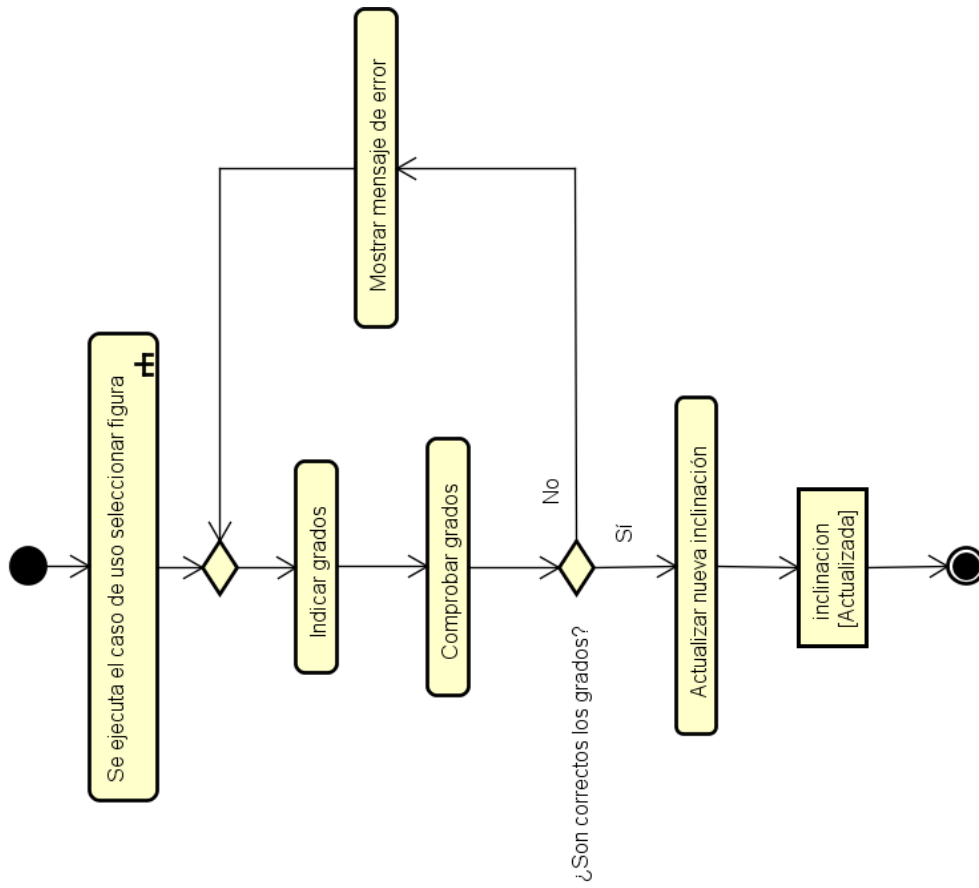 Se ejecuta el caso de uso seleccionar figura
Indicar grados
Comprobar grados
Mostrar mensaje de error
¿Son correctos los grados?
No
Sí
Actualizar nueva inclinación
inclinacion
[Actualizada]